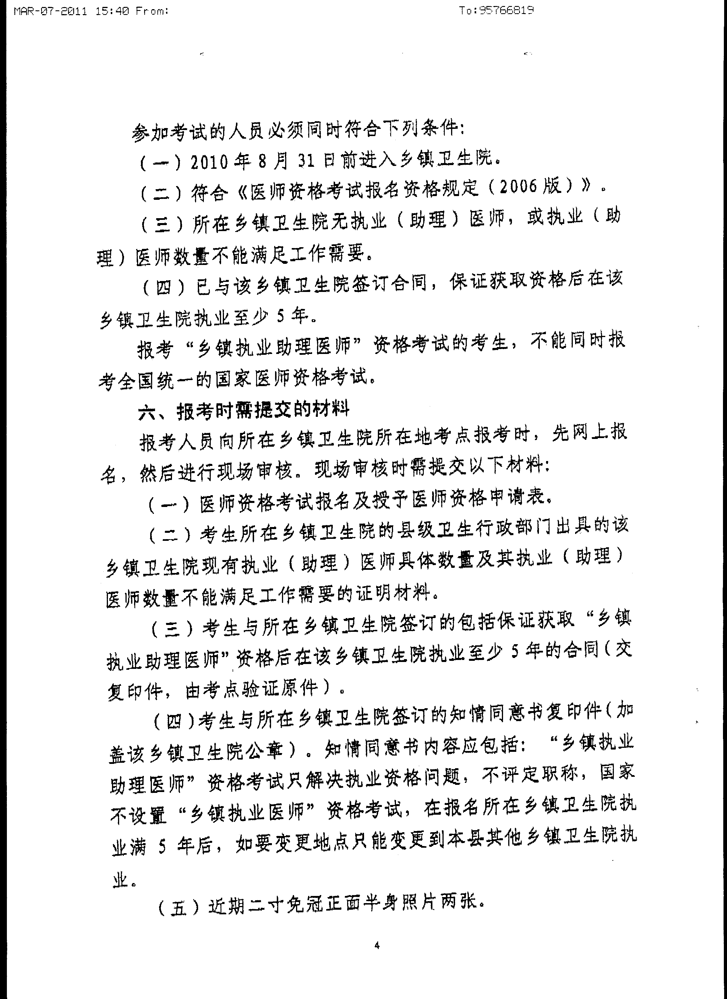 MAR-07-2011 15:40 From: To:95766819
参加考试的人员必须同时符合下列条件:
(一)2010年8月31日前进入乡镇卫生院。
(二)符合《医师资格考试报名资格规定(2006版)》。
(三)所在乡镇卫生院无执业(助理)医师，或执业(助
理)医师数量不能满足工作需要。
(四)已与该乡镇卫生院签订合同，保证获取资格后在该
乡镇卫生院执业至少5年。
报考“乡镇执业助理医师”资格考试的考生，不能同时报
考全国统一的国家医师资格考试。
六、报考时需提交的材料
报考人员向所在乡镇卫生院所在地考点报考时，先网上报
名，然后进行现场审核。现场审核时需提交以下材料:
(一)医师资格考试报名及授予医师资格申请表。
(二)考生所在乡镇卫生院的县级卫生行政部门出具的该
乡镇卫生院现有执业(助理)医师具体数量及其执业(助理)
医师数量不能满足工作需要的证明材料。
(三)考生与所在乡镇卫生院签订的包括保证获取“乡镇
执业助理医师”资格后在该乡镇卫生院执业至少5年的合同(交
复印件，由考点验证原件)。
(四)考生与所在乡镇卫生院签订的知情同意书复印件(加
盖该乡镇卫生院公章)。知情同意书内容应包括:“乡镇执业
助理医师”资格考试只解决执业资格问题，不评定职称，国家
不设置“乡镇执业医师”资格考试，在报名所在乡镇卫生院执
业满5年后，如要变更地点只能变更到本县其他乡镇卫生院执
业。
(五)近期二寸免冠正面半身照片两张。
4